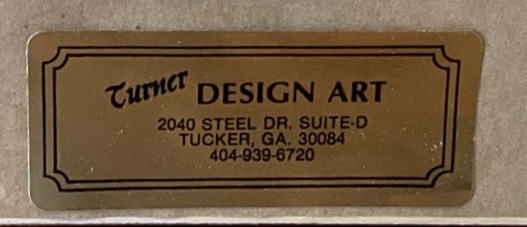 Turner DESIGN ART
2040 STEEL DR. SUITE-D
TUCKER, GA. 30084
404-939-6720